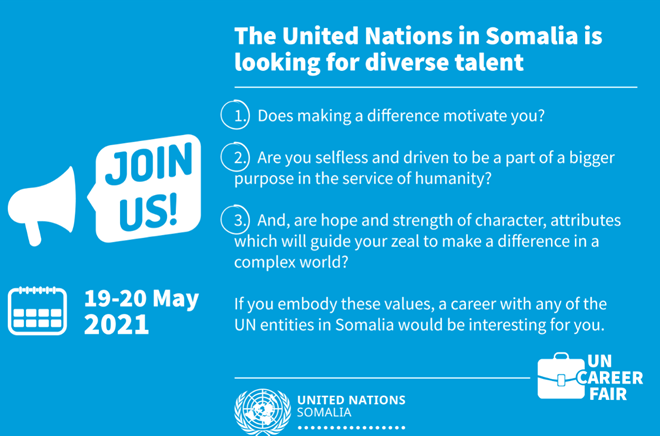 The United Nations in Somalia is
looking for diverse talent
1. Does making a difference motivate you?
2. Are you selfless and driven to be a part of a bigger
purpose in the service of humanity?
3. And, are hope and strength of character, attributes
which will guide your zeal to make a difference in a
complex world?
If you embody these values, a career with any of the
UN entities in Somalia would be interesting for you.
JOIN
US!
19-20 May
2021
UN
CAREER
FAIR
UNITED NATIONS
SOMALIA